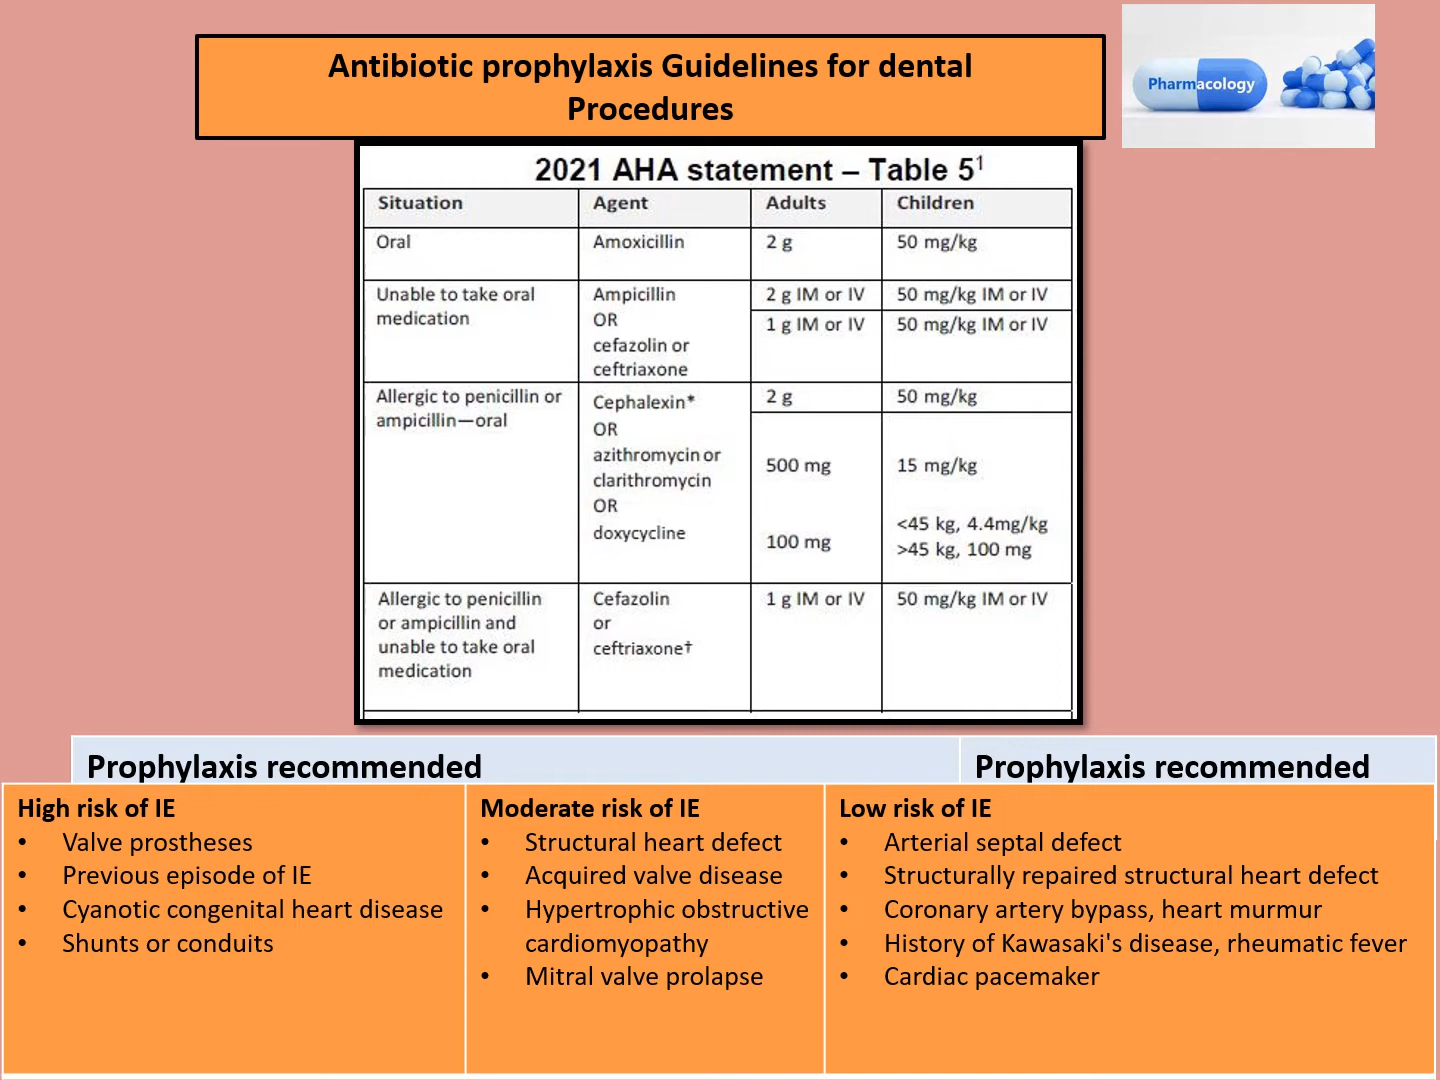 Antibiotic prophylaxis Guidelines for dental
Procedures
Pharmacology
2021 AHA statement – Table 5¹
Situation Agent Adults Children
Oral Amoxicillin 2 g 50 mg/kg
Unable to take oral
medication
Ampicillin
OR
cefazolin or
ceftriaxone
2 g IM or IV 50 mg/kg IM or IV
1 g IM or IV 50 mg/kg IM or IV
Allergic to penicillin or
ampicillin—oral
Cephalexin*
OR
azithromycin or
clarithromycin
OR
doxycycline
2 g 50 mg/kg
500 mg 15 mg/kg
100 mg
<45 kg, 4.4mg/kg
>45 kg, 100 mg
Allergic to penicillin
or ampicillin and
unable to take oral
medication
Cefazolin
or
ceftriaxone†
1 g IM or IV 50 mg/kg IM or IV
Prophylaxis recommended
Prophylaxis recommended
High risk of IE
• Valve prostheses
• Previous episode of IE
• Cyanotic congenital heart disease
• Shunts or conduits
Moderate risk of IE
• Structural heart defect
• Acquired valve disease
• Hypertrophic obstructive
cardiomyopathy
• Mitral valve prolapse
Low risk of IE
• Arterial septal defect
• Structurally repaired structural heart defect
• Coronary artery bypass, heart murmur
• History of Kawasaki's disease, rheumatic fever
• Cardiac pacemaker